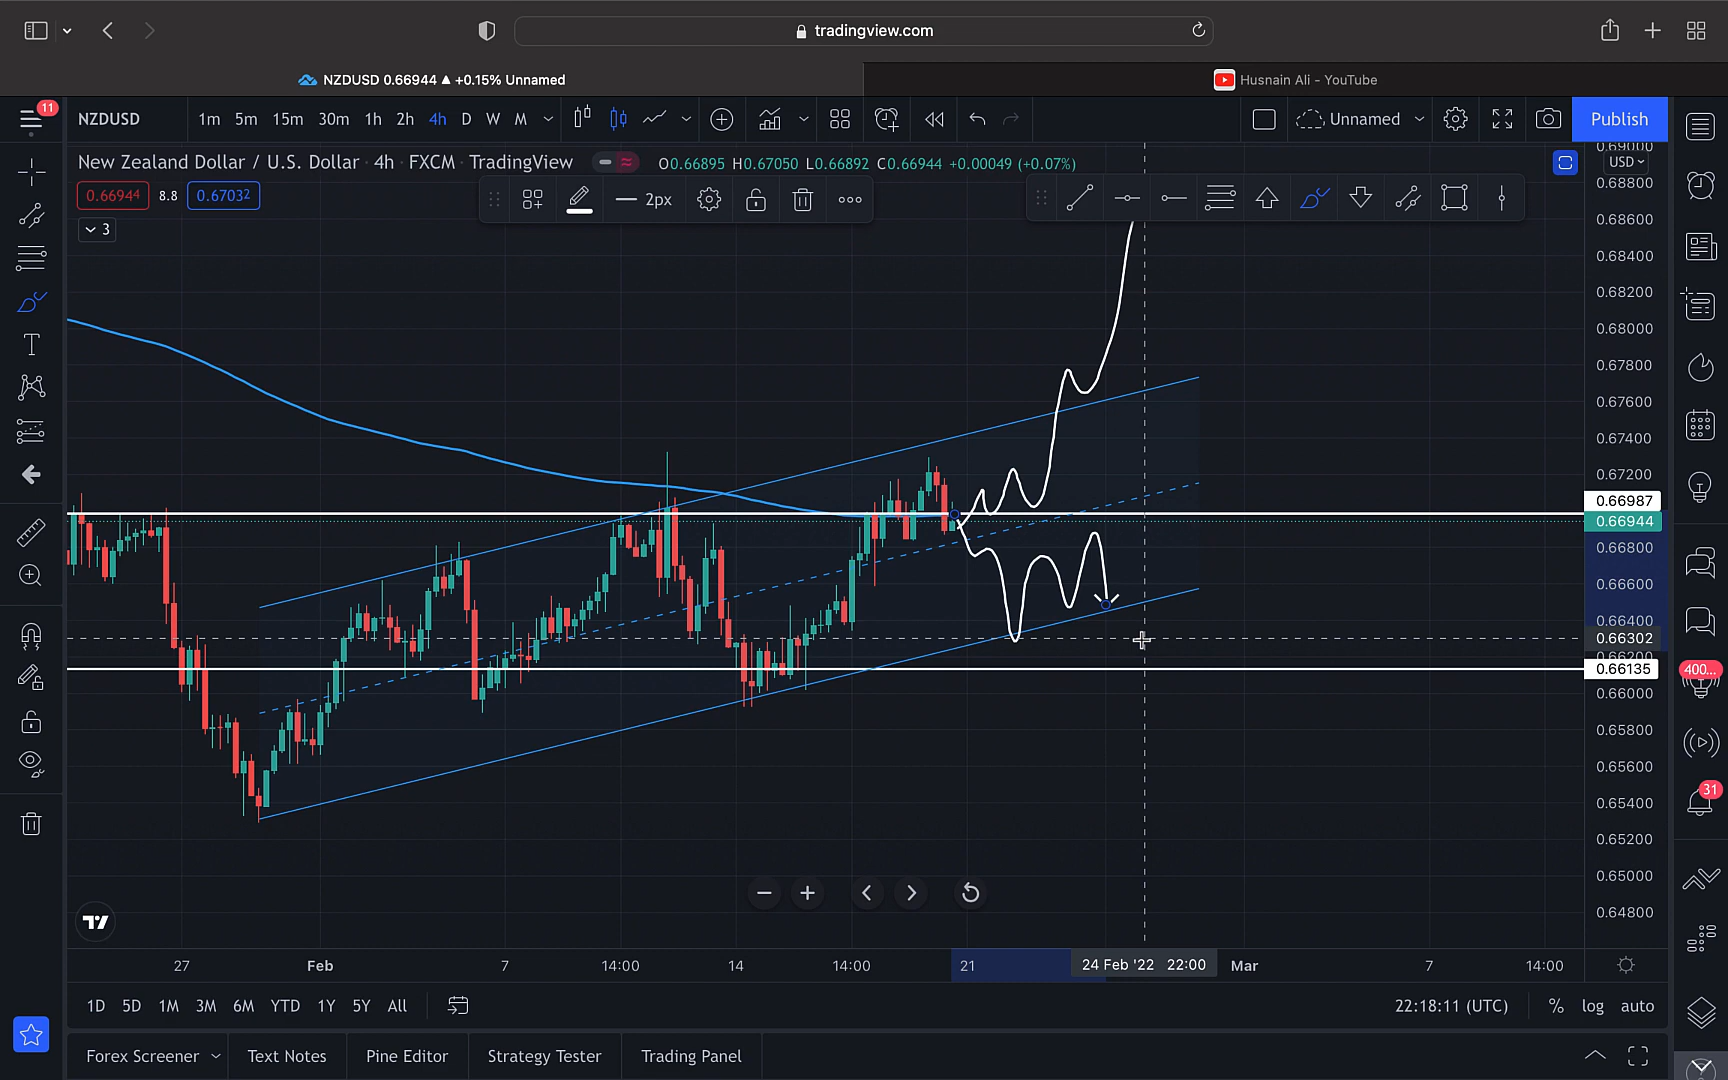 tradingview.com
NZDUSD 0.66944 ▲ +0.15% Unnamed
Husnain Ali - YouTube
11
NZDUSD 1m 5m 15m 30m 1h 2h 4h D W M Unnamed Publish
New Zealand Dollar / U.S. Dollar · 4h · FXCM · TradingView O0.66895 H0.67050 L0.66892 C0.66944 +0.00049 (+0.07%)
0.66944 8.8 0.67032
2px
3
0.69000
USD
0.68800
0.68600
0.68400
0.68200
0.68000
0.67800
0.67600
0.67400
0.67200
0.66987
0.66944
0.66800
0.66600
0.66400
0.66302
0.66200
0.66135
0.66000
0.65800
0.65600
0.65400
0.65200
0.65000
0.64800
400...
31
27 Feb 7 14:00 14 14:00 21 24 Feb '22 22:00 Mar 7 14:00
1D 5D 1M 3M 6M YTD 1Y 5Y All 22:18:11 (UTC) % log auto
Forex Screener Text Notes Pine Editor Strategy Tester Trading Panel